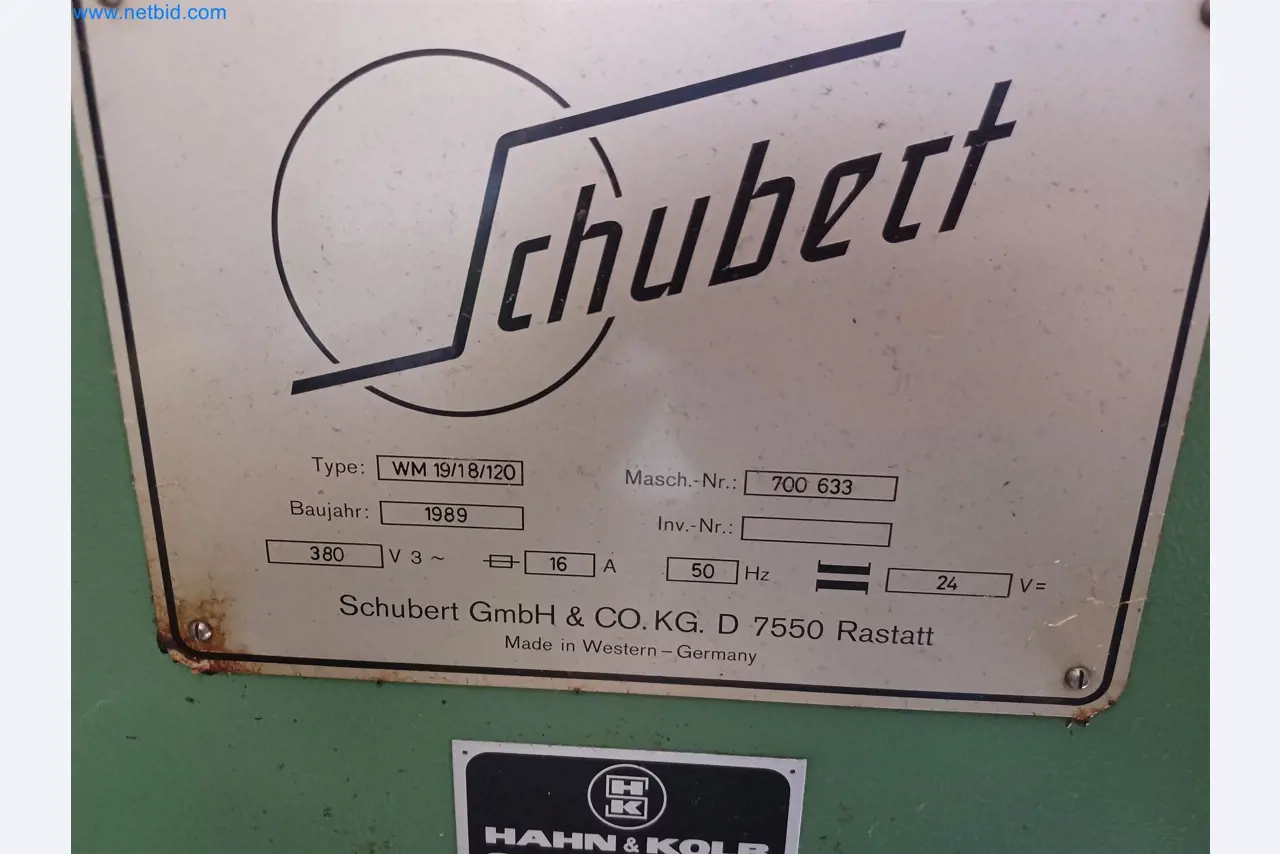 www.netbid.com
Schubert
Type: WM 19/18/120
Masch.-Nr.: 700 633
Baujahr: 1989
Inv.-Nr.:
380 V 3 ~ 16 A 50 Hz 24 V=
Schubert GmbH & CO. KG. D 7550 Rastatt
Made in Western–Germany
HK
HAHN & KOLB